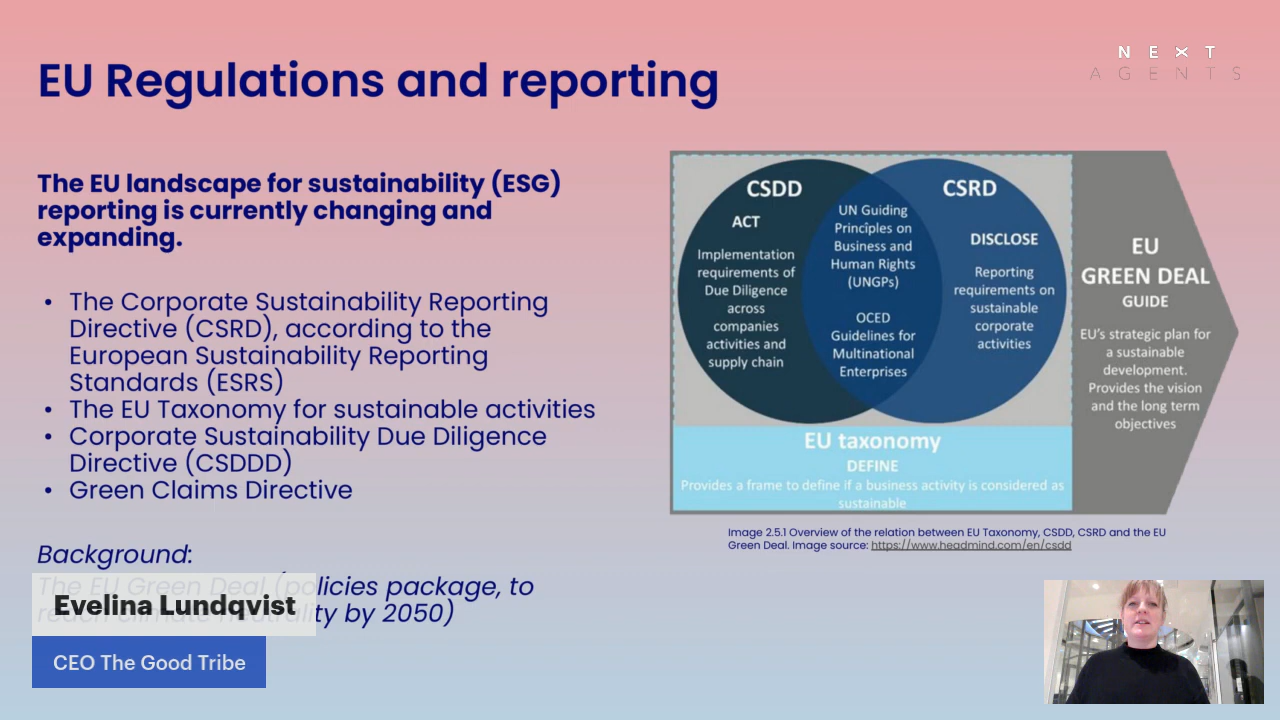 EU Regulations and reporting
NEXT
AGENTS
The EU landscape for sustainability (ESG)
reporting is currently changing and
expanding.
• The Corporate Sustainability Reporting
Directive (CSRD), according to the
European Sustainability Reporting
Standards (ESRS)
• The EU Taxonomy for sustainable activities
• Corporate Sustainability Due Diligence
Directive (CSDDD)
• Green Claims Directive
Background:
The EU Green Deal (policies package, to
reach climate neutrality by 2050)
Evelina Lundqvist
CEO The Good Tribe
CSDD
ACT
Implementation
requirements of
Due Diligence
across
companies
activities and
supply chain
UN Guiding
Principles on
Business and
Human Rights
(UNGPs)
OCED
Guidelines for
Multinational
Enterprises
CSRD
DISCLOSE
Reporting
requirements on
sustainable
corporate
activities
EU taxonomy
DEFINE
Provides a frame to define if a business activity is considered as
sustainable
EU
GREEN DEAL
GUIDE
EU's strategic plan for
a sustainable
development.
Provides the vision
and the long term
objectives
Image 2.5.1 Overview of the relation between EU Taxonomy, CSDD, CSRD and the EU
Green Deal. Image source: https://www.headmind.com/en/csdd